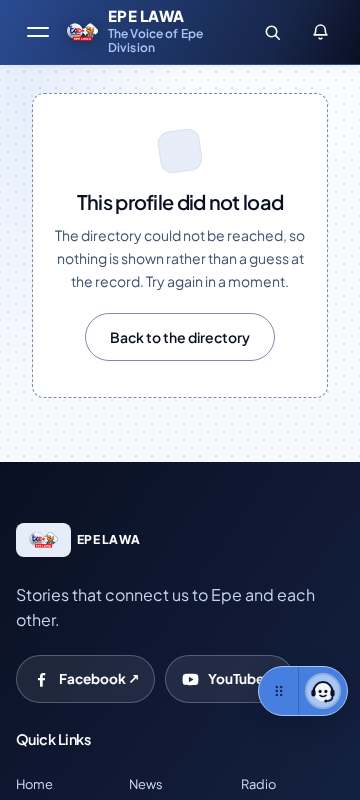 EPE LAWA
The Voice of Epe
Division
This profile did not load
The directory could not be reached, so
nothing is shown rather than a guess at
the record. Try again in a moment.
Back to the directory
EPE LAWA
Stories that connect us to Epe and each
other.
Facebook ↗
YouTube
Quick Links
Home
News
Radio